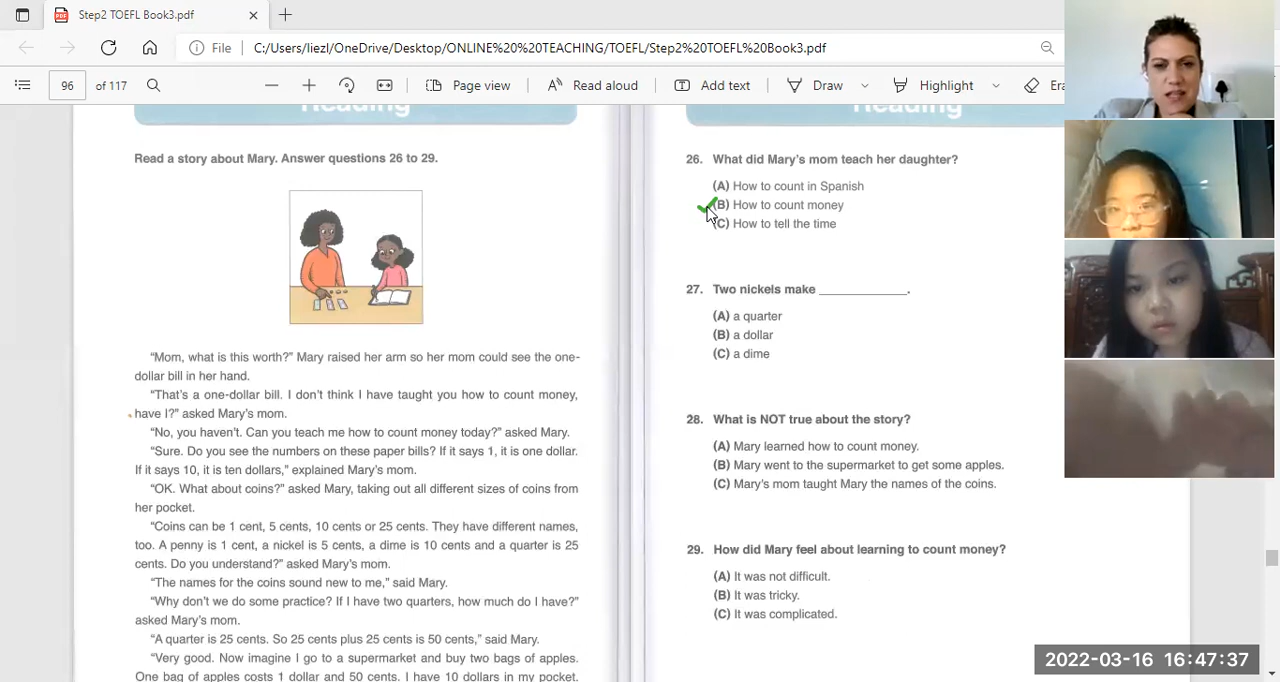 Step2 TOEFL Book3.pdf
File C:/Users/liezl/OneDrive/Desktop/ONLINE%20%20TEACHING/TOEFL/Step2%20TOEFL%20Book3.pdf
96 of 117 Page view Read aloud Add text Draw Highlight Era
Reading
Read a story about Mary. Answer questions 26 to 29.
“Mom, what is this worth?” Mary raised her arm so her mom could see the one-
dollar bill in her hand.
“That’s a one-dollar bill. I don’t think I have taught you how to count money,
have I?” asked Mary’s mom.
“No, you haven’t. Can you teach me how to count money today?” asked Mary.
“Sure. Do you see the numbers on these paper bills? If it says 1, it is one dollar.
If it says 10, it is ten dollars,” explained Mary’s mom.
“OK. What about coins?” asked Mary, taking out all different sizes of coins from
her pocket.
“Coins can be 1 cent, 5 cents, 10 cents or 25 cents. They have different names,
too. A penny is 1 cent, a nickel is 5 cents, a dime is 10 cents and a quarter is 25
cents. Do you understand?” asked Mary’s mom.
“The names for the coins sound new to me,” said Mary.
“Why don’t we do some practice? If I have two quarters, how much do I have?”
asked Mary’s mom.
“A quarter is 25 cents. So 25 cents plus 25 cents is 50 cents,” said Mary.
“Very good. Now imagine I go to a supermarket and buy two bags of apples.
One bag of apples costs 1 dollar and 50 cents. I have 10 dollars in my pocket.
Reading
26. What did Mary’s mom teach her daughter?
(A) How to count in Spanish
(B) How to count money
(C) How to tell the time
27. Two nickels make ____________.
(A) a quarter
(B) a dollar
(C) a dime
28. What is NOT true about the story?
(A) Mary learned how to count money.
(B) Mary went to the supermarket to get some apples.
(C) Mary’s mom taught Mary the names of the coins.
29. How did Mary feel about learning to count money?
(A) It was not difficult.
(B) It was tricky.
(C) It was complicated.
2022-03-16 16:47:37